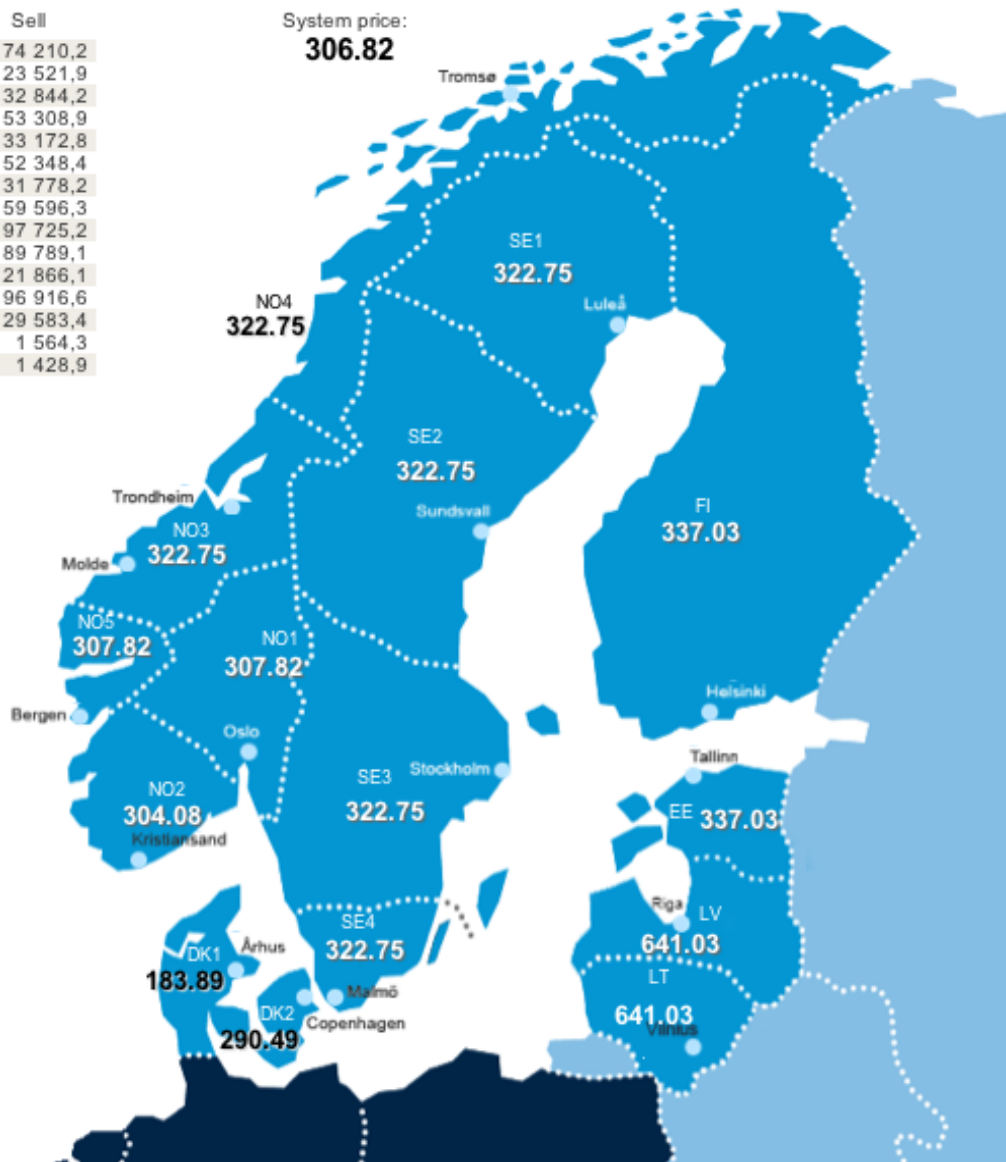 Sell
74 210,2
23 521,9
32 844,2
53 308,9
33 172,8
52 348,4
31 778,2
59 596,3
97 725,2
89 789,1
21 866,1
96 916,6
29 583,4
1 564,3
1 428,9
System price:
306.82
Tromsø
SE1
322.75
Luleå
NO4
322.75
SE2
322.75
Sundsvall
Trondheim
NO3
322.75
Molde
FI
337.03
NO5
307.82
NO1
307.82
Bergen
Oslo
Helsinki
Stockholm
Tallinn
SE3
322.75
NO2
304.08
Kristiansand
EE 337.03
Riga
LV
641.03
SE4
322.75
Århus
DK1
183.89
Malmö
DK2
290.49
Copenhagen
LT
641.03
Vilnius